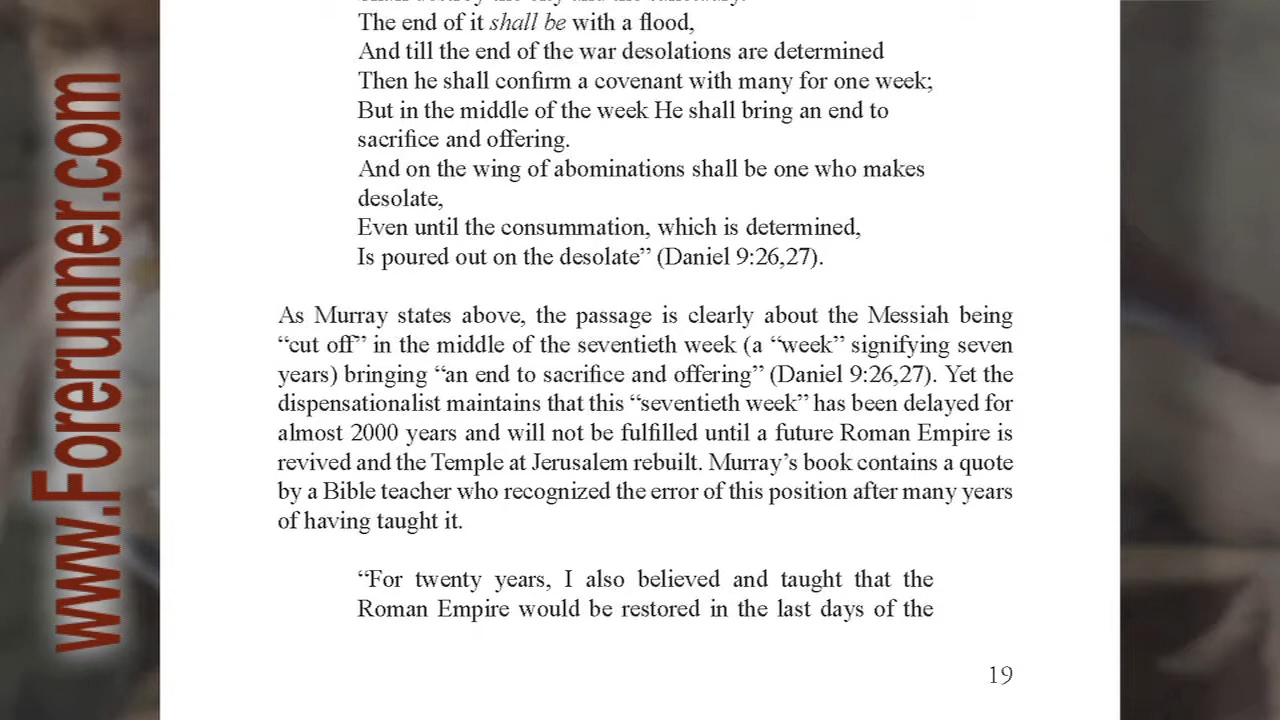 The end of it shall be with a flood,
And till the end of the war desolations are determined
Then he shall confirm a covenant with many for one week;
But in the middle of the week He shall bring an end to
sacrifice and offering.
And on the wing of abominations shall be one who makes
desolate,
Even until the consummation, which is determined,
Is poured out on the desolate” (Daniel 9:26,27).
As Murray states above, the passage is clearly about the Messiah being
“cut off” in the middle of the seventieth week (a “week” signifying seven
years) bringing “an end to sacrifice and offering” (Daniel 9:26,27). Yet the
dispensationalist maintains that this “seventieth week” has been delayed for
almost 2000 years and will not be fulfilled until a future Roman Empire is
revived and the Temple at Jerusalem rebuilt. Murray’s book contains a quote
by a Bible teacher who recognized the error of this position after many years
of having taught it.
“For twenty years, I also believed and taught that the
Roman Empire would be restored in the last days of the
19
www.Forerunner.com